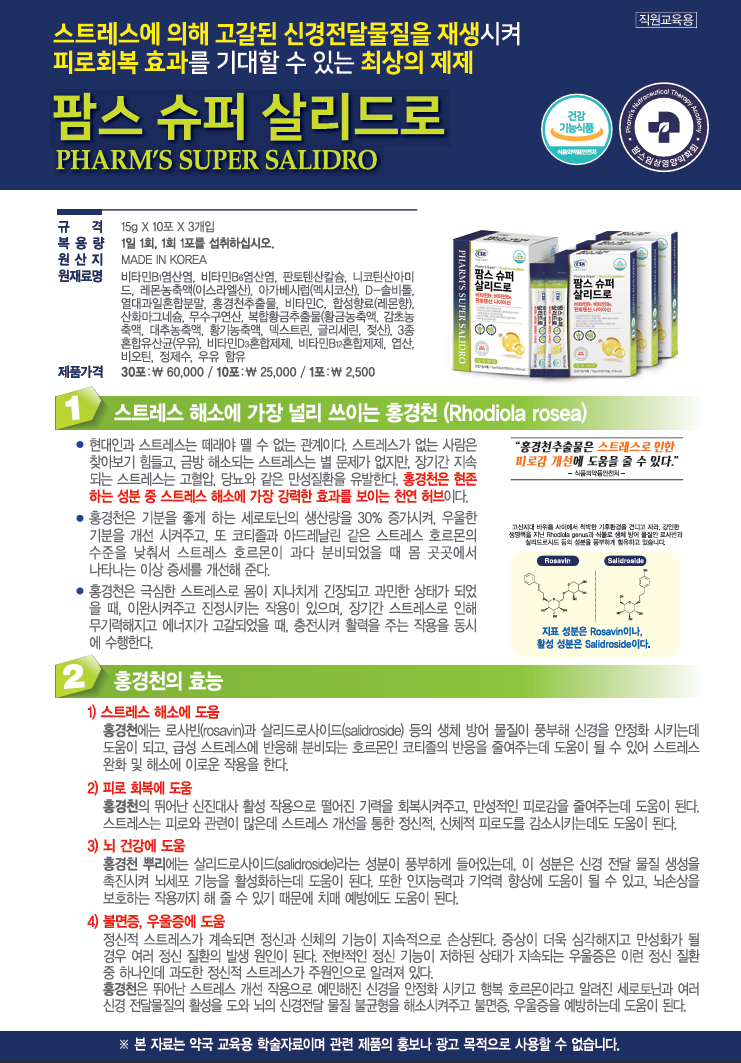 직원교육용
스트레스에 의해 고갈된 신경전달물질을 재생시켜
피로회복 효과를 기대할 수 있는 최상의 제제
팜스 슈퍼 살리드로
PHARM'S SUPER SALIDRO
건강
기능식품
식품의약품안전처
Pharm's Nutraceutical Therapy Academy
팜스임상영양약학회
규 격 15g X 10포 X 3개입
복 용 량 1일 1회, 1회 1포를 섭취하십시오.
원 산 지 MADE IN KOREA
원재료명 비타민B1염산염, 비타민B6염산염, 판토텐산칼슘, 니코틴산아미
드, 레몬농축액(이스라엘산), 아가베시럽(멕시코산), D-솔비톨,
열대과일혼합분말, 홍경천추출물, 비타민C, 합성향료(레몬향),
산화마그네슘, 무수구연산, 복합황금추출물(황금농축액, 감초농
축액, 대추농축액, 황기농축액, 덱스트린, 글리세린, 젖산), 3종
혼합유산균(우유), 비타민D3혼합제제, 비타민B12혼합제제, 엽산,
비오틴, 정제수, 우유 함유
제품가격 30포:₩ 60,000 / 10포:₩ 25,000 / 1포:₩ 2,500
PHARM'S SUPER SALIDRO
팜스 슈퍼
살리드로
팜스 슈퍼
살리드로
1 스트레스 해소에 가장 널리 쓰이는 홍경천 (Rhodiola rosea)
● 현대인과 스트레스는 떼래야 뗄 수 없는 관계이다. 스트레스가 없는 사람은
찾아보기 힘들고, 금방 해소되는 스트레스는 별 문제가 없지만, 장기간 지속
되는 스트레스는 고혈압, 당뇨와 같은 만성질환을 유발한다. 홍경천은 현존
하는 성분 중 스트레스 해소에 가장 강력한 효과를 보이는 천연 허브이다.
● 홍경천은 기분을 좋게 하는 세로토닌의 생산량을 30% 증가시켜, 우울한
기분을 개선 시켜주고, 또 코티졸과 아드레날린 같은 스트레스 호르몬의
수준을 낮춰서 스트레스 호르몬이 과다 분비되었을 때 몸 곳곳에서
나타나는 이상 증세를 개선해 준다.
● 홍경천은 극심한 스트레스로 몸이 지나치게 긴장되고 과민한 상태가 되었
을 때, 이완시켜주고 진정시키는 작용이 있으며, 장기간 스트레스로 인해
무기력해지고 에너지가 고갈되었을 때, 충전시켜 활력을 주는 작용을 동시
에 수행한다.
"홍경천추출물은 스트레스로 인한
피로감 개선에 도움을 줄 수 있다."
- 식품의약품안전처 -
고산지대 바위틈 사이에서 척박한 기후환경을 견디고 자라, 강인한
생명력을 지닌 Rhodiola genus과 식물로 생체 방어 물질인 로사빈과
살리드로시드 등의 성분을 풍부하게 함유하고 있습니다.
Rosavin Salidroside
지표 성분은 Rosavin이나,
활성 성분은 Salidroside이다.
2 홍경천의 효능
1) 스트레스 해소에 도움
홍경천에는 로사빈(rosavin)과 살리드로사이드(salidroside) 등의 생체 방어 물질이 풍부해 신경을 안정화 시키는데
도움이 되고, 급성 스트레스에 반응해 분비되는 호르몬인 코티졸의 반응을 줄여주는데 도움이 될 수 있어 스트레스
완화 및 해소에 이로운 작용을 한다.
2) 피로 회복에 도움
홍경천의 뛰어난 신진대사 활성 작용으로 떨어진 기력을 회복시켜주고, 만성적인 피로감을 줄여주는데 도움이 된다.
스트레스는 피로와 관련이 많은데 스트레스 개선을 통한 정신적, 신체적 피로도를 감소시키는데도 도움이 된다.
3) 뇌 건강에 도움
홍경천 뿌리에는 살리드로사이드(salidroside)라는 성분이 풍부하게 들어있는데, 이 성분은 신경 전달 물질 생성을
촉진시켜 뇌세포 기능을 활성화하는데 도움이 된다. 또한 인지능력과 기억력 향상에 도움이 될 수 있고, 뇌손상을
보호하는 작용까지 해 줄 수 있기 때문에 치매 예방에도 도움이 된다.
4) 불면증, 우울증에 도움
정신적 스트레스가 계속되면 정신과 신체의 기능이 지속적으로 손상된다. 증상이 더욱 심각해지고 만성화가 될
경우 여러 정신 질환의 발생 원인이 된다. 전반적인 정신 기능이 저하된 상태가 지속되는 우울증은 이런 정신 질환
중 하나인데 과도한 정신적 스트레스가 주원인으로 알려져 있다.
홍경천은 뛰어난 스트레스 개선 작용으로 예민해진 신경을 안정화 시키고 행복 호르몬이라고 알려진 세로토닌과 여러
신경 전달물질의 활성을 도와 뇌의 신경전달 물질 불균형을 해소시켜주고 불면증, 우울증을 예방하는데 도움이 된다.
※ 본 자료는 약국 교육용 학술자료이며 관련 제품의 홍보나 광고 목적으로 사용할 수 없습니다.